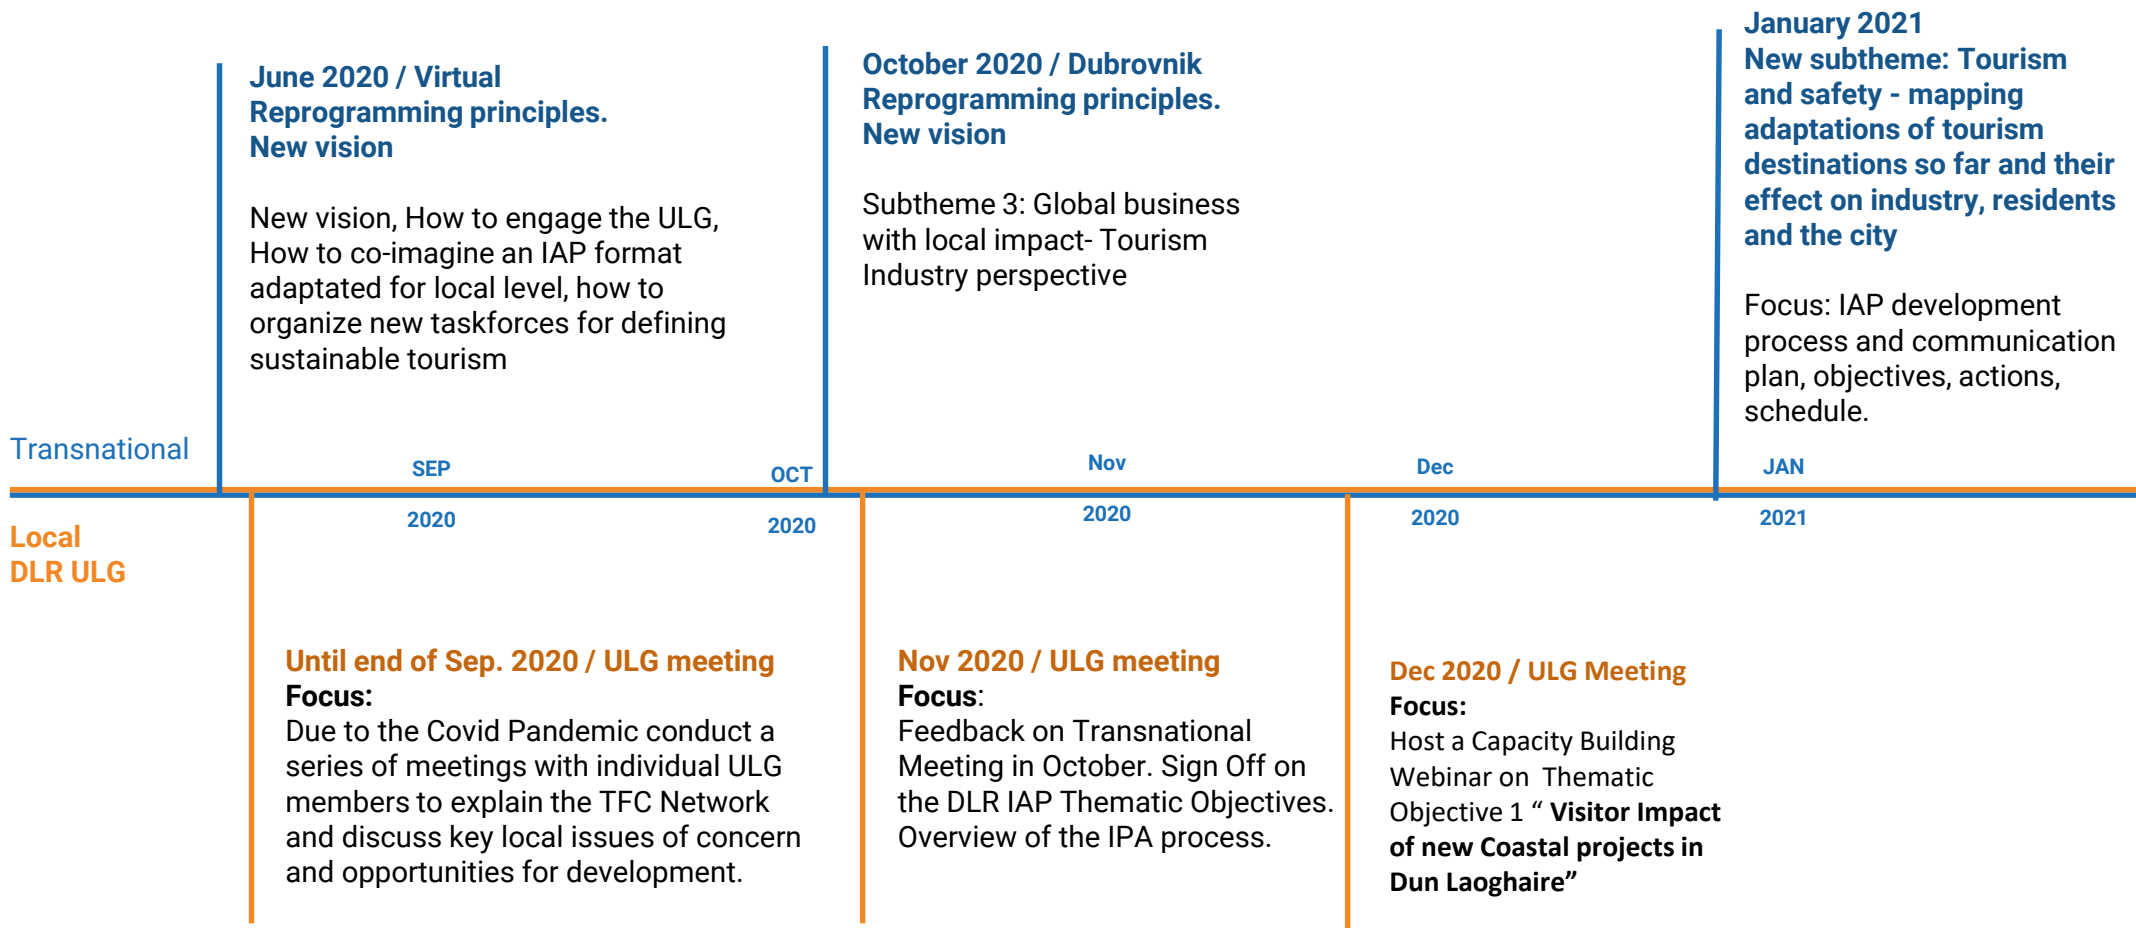 June 2020 / Virtual
Reprogramming principles.
New vision
New vision, How to engage the ULG,
How to co-imagine an IAP format
adaptated for local level, how to
organize new taskforces for defining
sustainable tourism
October 2020 / Dubrovnik
Reprogramming principles.
New vision
Subtheme 3: Global business
with local impact- Tourism
Industry perspective
January 2021
New subtheme: Tourism
and safety - mapping
adaptations of tourism
destinations so far and their
effect on industry, residents
and the city
Focus: IAP development
process and communication
plan, objectives, actions,
schedule.
Transnational
SEP
OCT
Nov
Dec
JAN
2020
2020
2020
2020
2021
Local
DLR ULG
Until end of Sep. 2020 / ULG meeting
Focus:
Due to the Covid Pandemic conduct a
series of meetings with individual ULG
members to explain the TFC Network
and discuss key local issues of concern
and opportunities for development.
Nov 2020 / ULG meeting
Focus:
Feedback on Transnational
Meeting in October. Sign Off on
the DLR IAP Thematic Objectives.
Overview of the IPA process.
Dec 2020 / ULG Meeting
Focus:
Host a Capacity Building
Webinar on  Thematic
Objective 1 “ Visitor Impact
of new Coastal projects in
Dun Laoghaire”